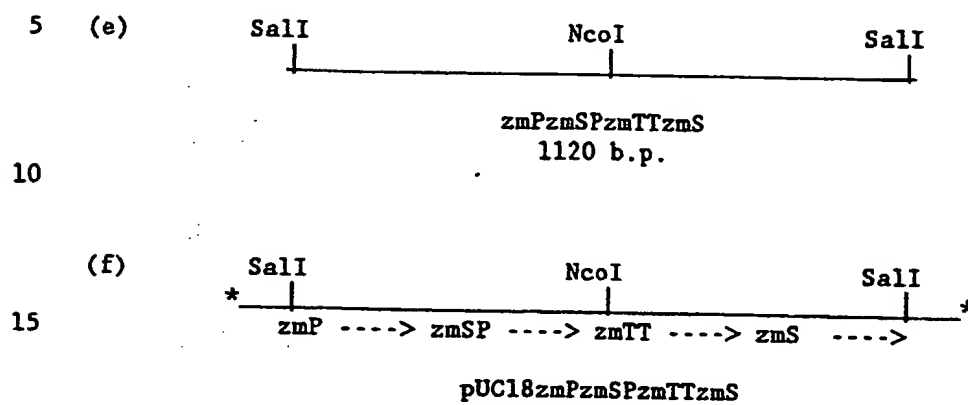 5 (e) SalI NcoI SalI
zmPzmSPzmTTzmS
1120 b.p.
10
(f) SalI NcoI SalI
* *
15 zmP ----> zmSP ----> zmTT ----> zmS ---->
pUC18zmPzmSPzmTTzmS